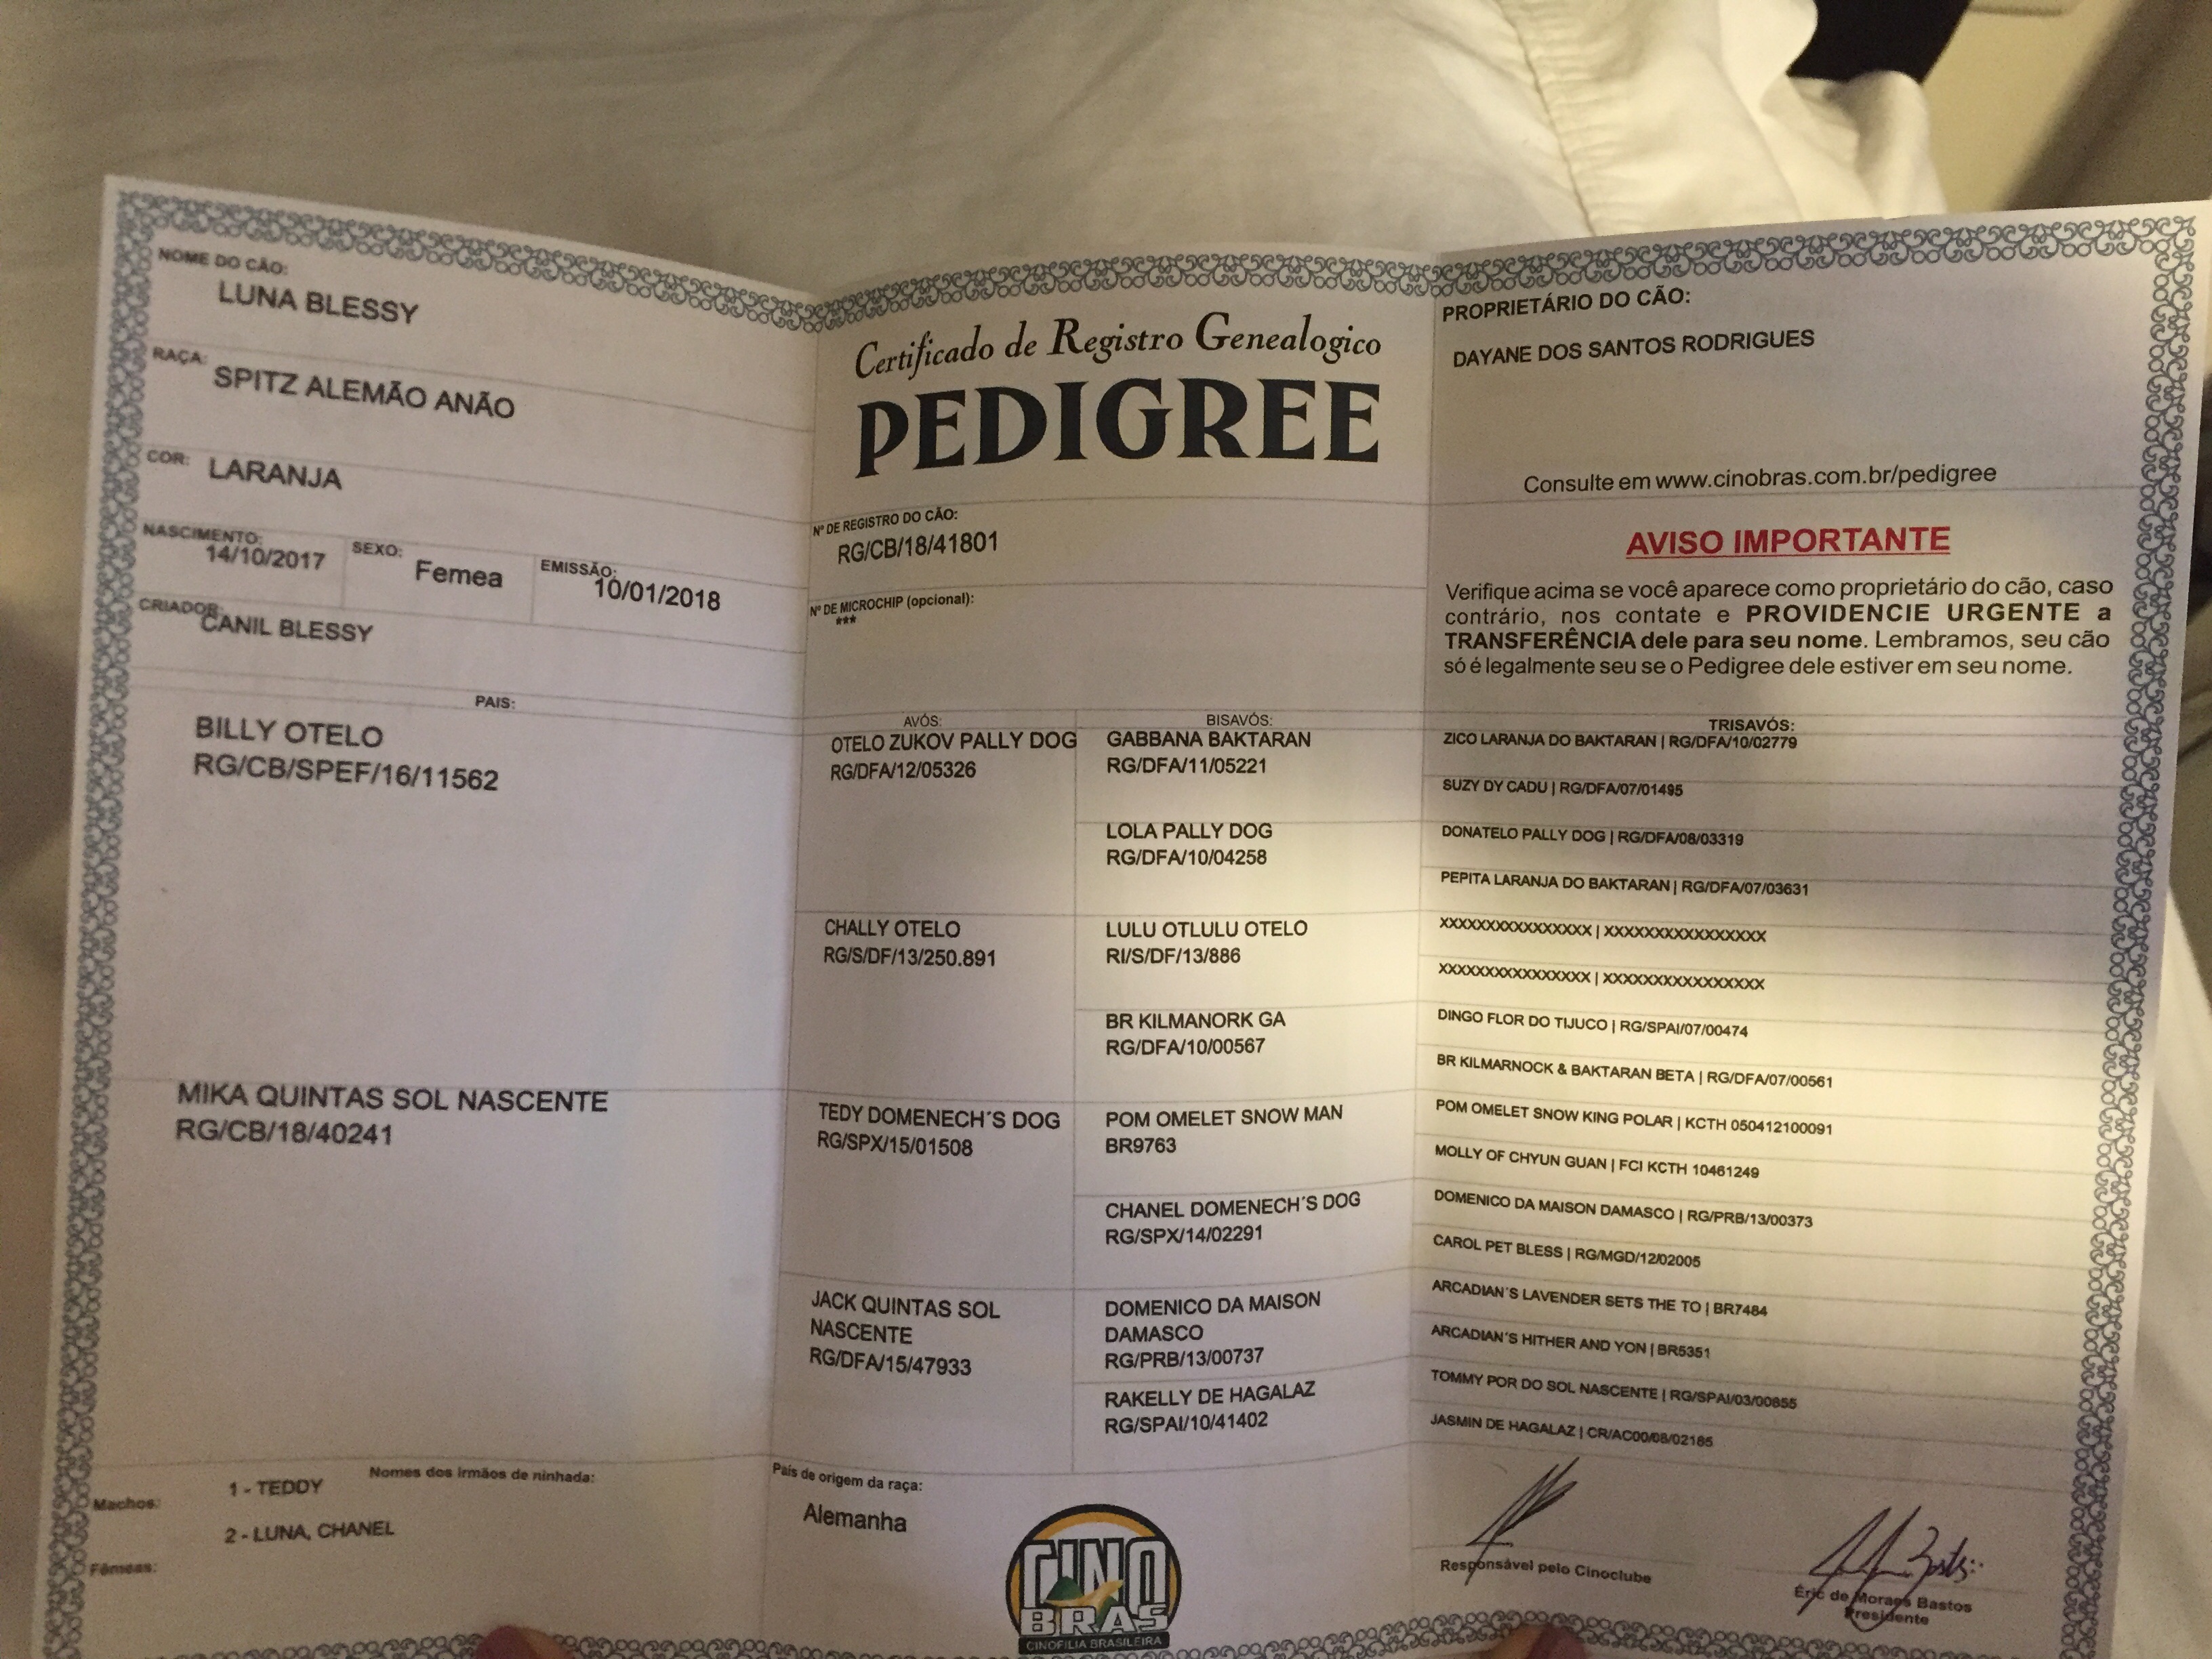 NOME DO CÃO:
LUNA BLESSY
RAÇA:
SPITZ ALEMÃO ANÃO
COR:
LARANJA
NASCIMENTO:
14/10/2017
SEXO:
Femea
EMISSÃO:
10/01/2018
CRIADOR:
CANIL BLESSY
PAIS:
BILLY OTELO
RG/CB/SPEF/16/11562
MIKA QUINTAS SOL NASCENTE
RG/CB/18/40241
Nomes dos irmãos de ninhada:
Machos:
1 - TEDDY
2 - LUNA, CHANEL
Fêmeas:
Certificado de Registro Genealogico
PEDIGREE
Nº DE REGISTRO DO CÃO:
RG/CB/18/41801
Nº DE MICROCHIP (opcional):
***
AVÓS:
OTELO ZUKOV PALLY DOG
RG/DFA/12/05326
CHALLY OTELO
RG/S/DF/13/250.891
TEDY DOMENECH´S DOG
RG/SPX/15/01508
JACK QUINTAS SOL
NASCENTE
RG/DFA/15/47933
BISAVÓS:
GABBANA BAKTARAN
RG/DFA/11/05221
LOLA PALLY DOG
RG/DFA/10/04258
LULU OTLULU OTELO
RI/S/DF/13/886
BR KILMANORK GA
RG/DFA/10/00567
POM OMELET SNOW MAN
BR9763
CHANEL DOMENECH´S DOG
RG/SPX/14/02291
DOMENICO DA MAISON
DAMASCO
RG/PRB/13/00737
RAKELLY DE HAGALAZ
RG/SPAI/10/41402
País de origem da raça:
Alemanha
CINO
BRAS
CINOFILIA BRASILEIRA
PROPRIETÁRIO DO CÃO:
DAYANE DOS SANTOS RODRIGUES
Consulte em www.cinobras.com.br/pedigree
AVISO IMPORTANTE
Verifique acima se você aparece como proprietário do cão, caso
contrário, nos contate e PROVIDENCIE URGENTE a
TRANSFERÊNCIA dele para seu nome. Lembramos, seu cão
só é legalmente seu se o Pedigree dele estiver em seu nome.
TRISAVÓS:
ZICO LARANJA DO BAKTARAN | RG/DFA/10/02779
SUZY DY CADU | RG/DFA/07/01495
DONATELO PALLY DOG | RG/DFA/08/03319
PEPITA LARANJA DO BAKTARAN | RG/DFA/07/03631
XXXXXXXXXXXXXXXX | XXXXXXXXXXXXXXXXX
XXXXXXXXXXXXXXXX | XXXXXXXXXXXXXXXXX
DINGO FLOR DO TIJUCO | RG/SPAI/07/00474
BR KILMARNOCK & BAKTARAN BETA | RG/DFA/07/00561
POM OMELET SNOW KING POLAR | KCTH 050412100091
MOLLY OF CHYUN GUAN | FCI KCTH 10461249
DOMENICO DA MAISON DAMASCO | RG/PRB/13/00373
CAROL PET BLESS | RG/MGD/12/02005
ARCADIAN´S LAVENDER SETS THE TO | BR7484
ARCADIAN´S HITHER AND YON | BR5351
TOMMY POR DO SOL NASCENTE | RG/SPAI/03/00855
JASMIN DE HAGALAZ | CR/AC00/08/02185
Responsável pelo Cinoclube
Éric de Moraes Bastos
Presidente